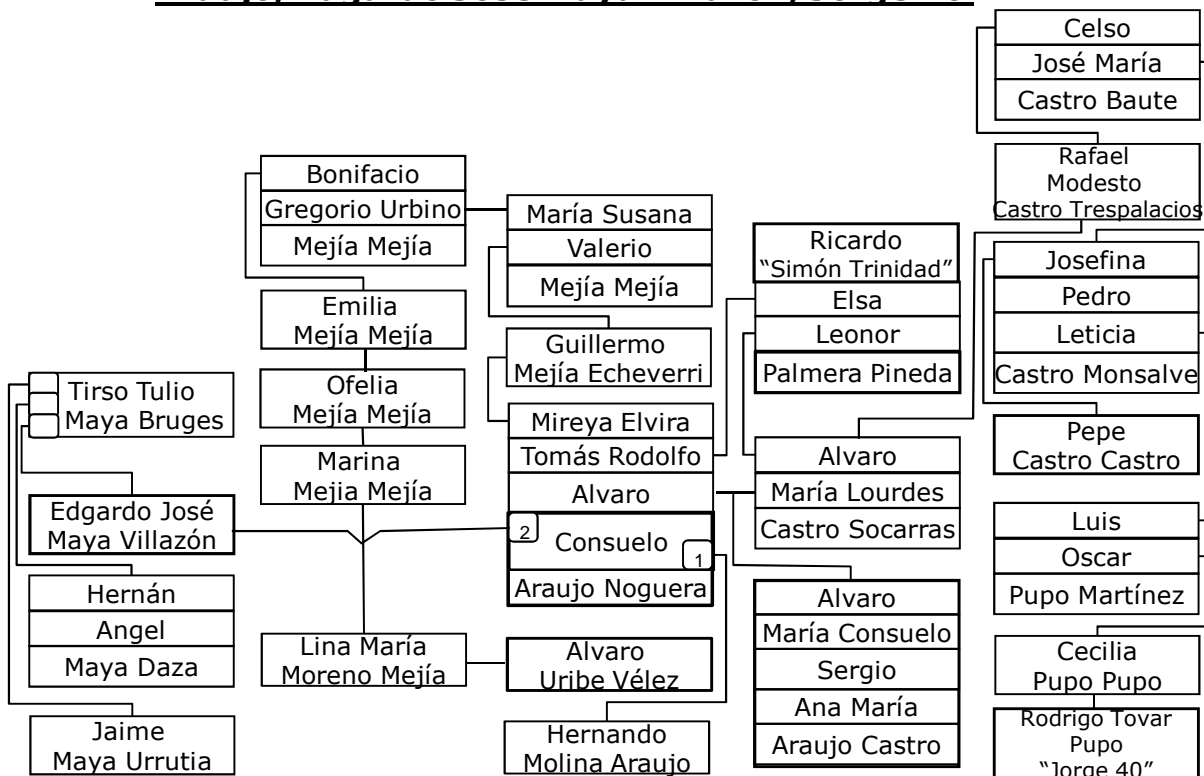 Celso
José María
Castro Baute
Rafael
Modesto
Castro Trespalacios
Bonifacio
Gregorio Urbino
Mejía Mejía
María Susana
Valerio
Mejía Mejía
Ricardo
“Simón Trinidad”
Elsa
Leonor
Palmera Pineda
Josefina
Pedro
Leticia
Castro Monsalve
Emilia
Mejía Mejía
Guillermo
Mejía Echeverri
Tirso Tulio
Maya Bruges
Ofelia
Mejía Mejía
Mireya Elvira
Tomás Rodolfo
Alvaro
2
Consuelo
1
Araujo Noguera
Alvaro
María Lourdes
Castro Socarras
Pepe
Castro Castro
Marina
Mejia Mejía
Edgardo José
Maya Villazón
Luis
Oscar
Pupo Martínez
Hernán
Angel
Maya Daza
Lina María
Moreno Mejía
Alvaro
Uribe Vélez
Alvaro
María Consuelo
Sergio
Ana María
Araujo Castro
Cecilia
Pupo Pupo
Jaime
Maya Urrutia
Hernando
Molina Araujo
Rodrigo Tovar
Pupo
“Jorge 40”